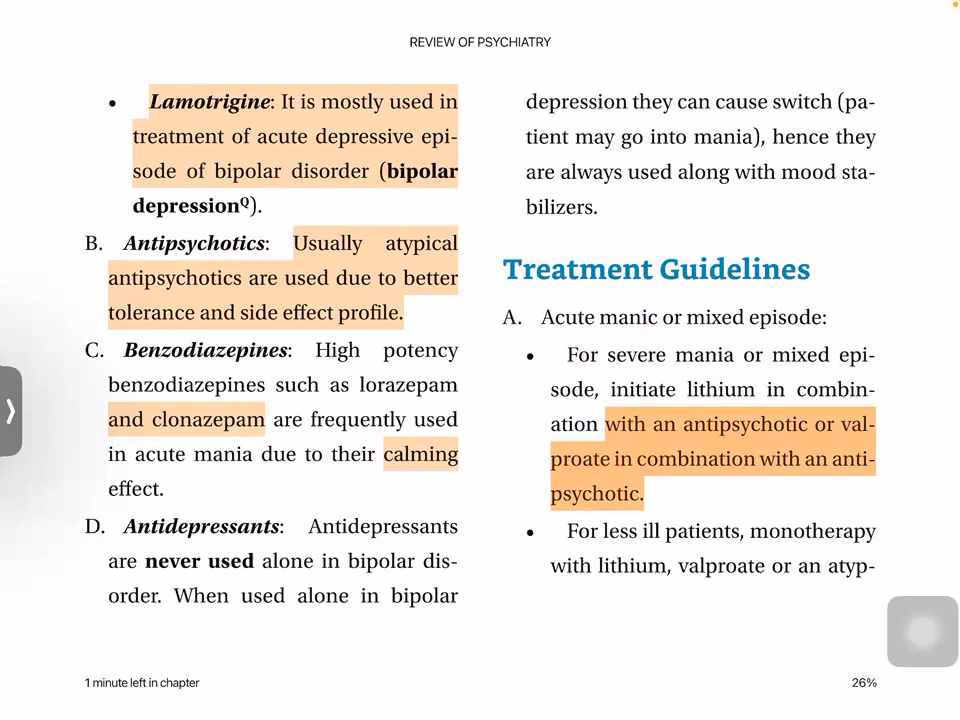 REVIEW OF PSYCHIATRY
• Lamotrigine: It is mostly used in
treatment of acute depressive epi-
sode of bipolar disorder (bipolar
depressionQ).
B. Antipsychotics: Usually atypical
antipsychotics are used due to better
tolerance and side effect profile.
C. Benzodiazepines: High potency
benzodiazepines such as lorazepam
and clonazepam are frequently used
in acute mania due to their calming
effect.
D. Antidepressants: Antidepressants
are never used alone in bipolar dis-
order. When used alone in bipolar
depression they can cause switch (pa-
tient may go into mania), hence they
are always used along with mood sta-
bilizers.
Treatment Guidelines
A. Acute manic or mixed episode:
• For severe mania or mixed epi-
sode, initiate lithium in combin-
ation with an antipsychotic or val-
proate in combination with an anti-
psychotic.
• For less ill patients, monotherapy
with lithium, valproate or an atyp-
1 minute left in chapter
26%